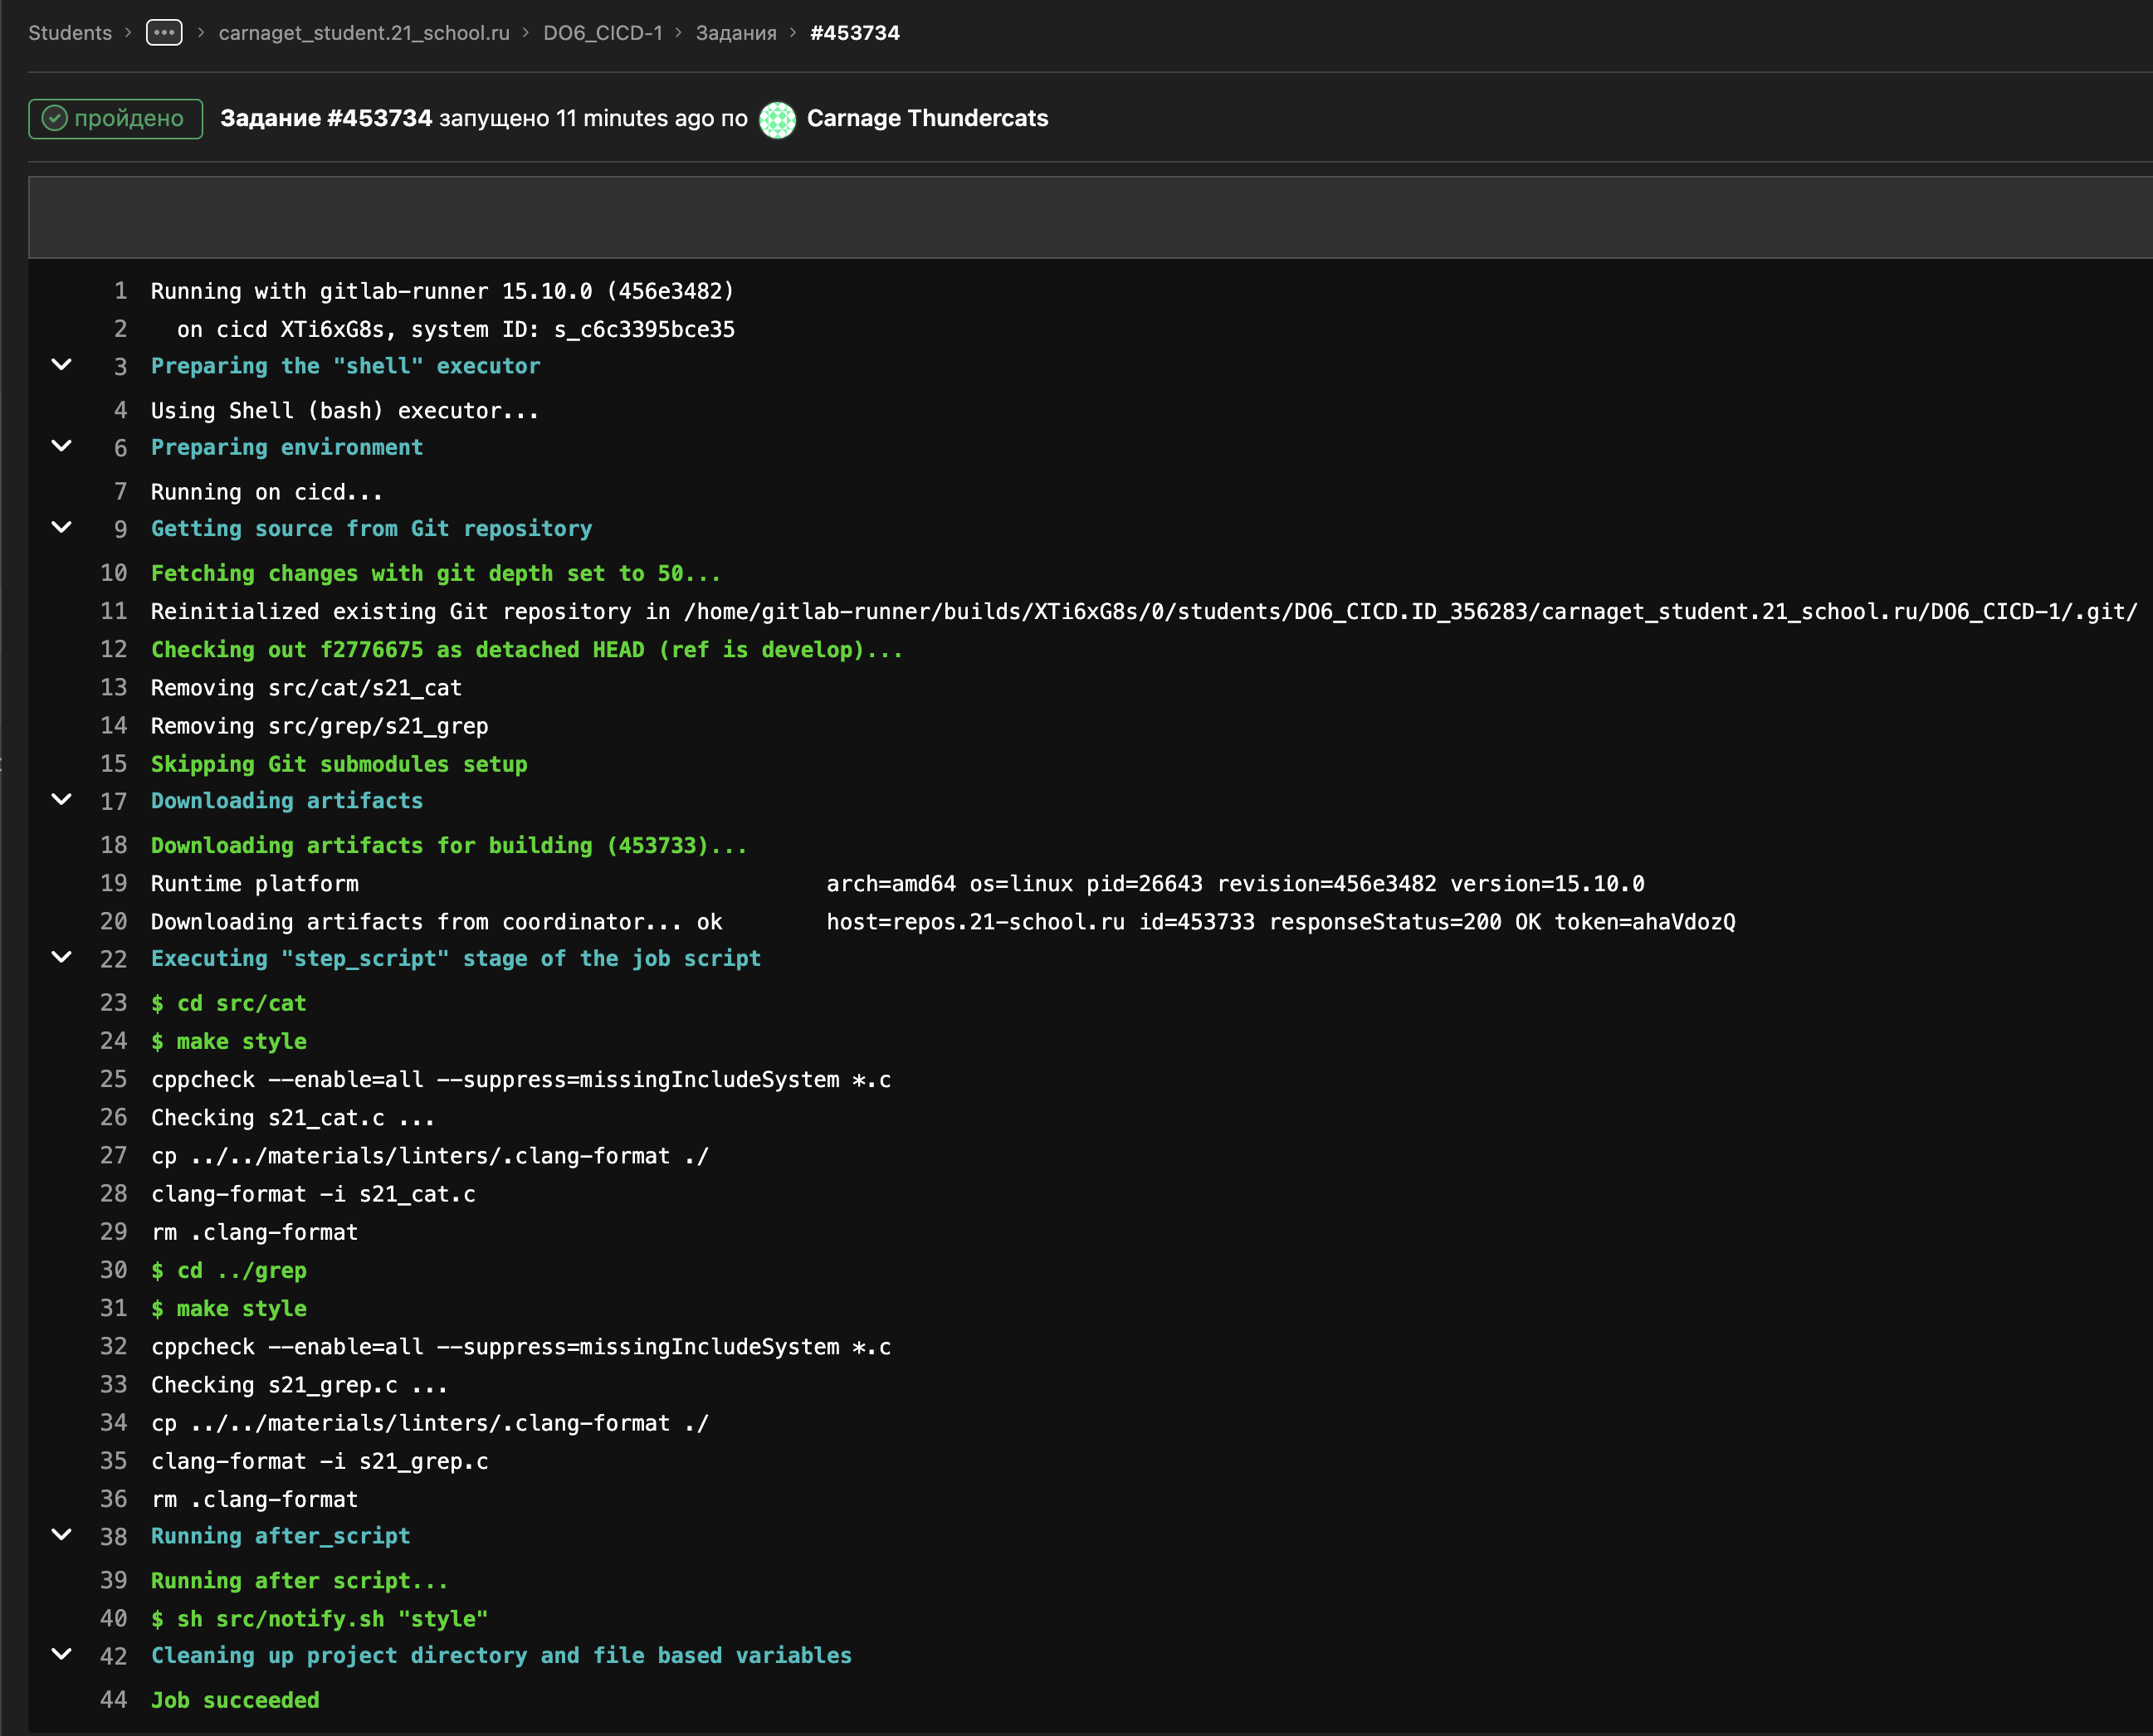 Students > ••• > carnaget_student.21_school.ru > DO6_CICD-1 > Задания > #453734
пройдено Задание #453734 запущено 11 minutes ago по Carnage Thundercats
1 Running with gitlab-runner 15.10.0 (456e3482)
2 on cicd XTi6xG8s, system ID: s_c6c3395bce35
3 Preparing the "shell" executor
4 Using Shell (bash) executor...
6 Preparing environment
7 Running on cicd...
9 Getting source from Git repository
10 Fetching changes with git depth set to 50...
11 Reinitialized existing Git repository in /home/gitlab-runner/builds/XTi6xG8s/0/students/DO6_CICD.ID_356283/carnaget_student.21_school.ru/DO6_CICD-1/.git/
12 Checking out f2776675 as detached HEAD (ref is develop)...
13 Removing src/cat/s21_cat
14 Removing src/grep/s21_grep
15 Skipping Git submodules setup
17 Downloading artifacts
18 Downloading artifacts for building (453733)...
19 Runtime platform arch=amd64 os=linux pid=26643 revision=456e3482 version=15.10.0
20 Downloading artifacts from coordinator... ok host=repos.21-school.ru id=453733 responseStatus=200 OK token=ahaVdozQ
22 Executing "step_script" stage of the job script
23 $ cd src/cat
24 $ make style
25 cppcheck --enable=all --suppress=missingIncludeSystem *.c
26 Checking s21_cat.c ...
27 cp ../../materials/linters/.clang-format ./
28 clang-format -i s21_cat.c
29 rm .clang-format
30 $ cd ../grep
31 $ make style
32 cppcheck --enable=all --suppress=missingIncludeSystem *.c
33 Checking s21_grep.c ...
34 cp ../../materials/linters/.clang-format ./
35 clang-format -i s21_grep.c
36 rm .clang-format
38 Running after_script
39 Running after script...
40 $ sh src/notify.sh "style"
42 Cleaning up project directory and file based variables
44 Job succeeded